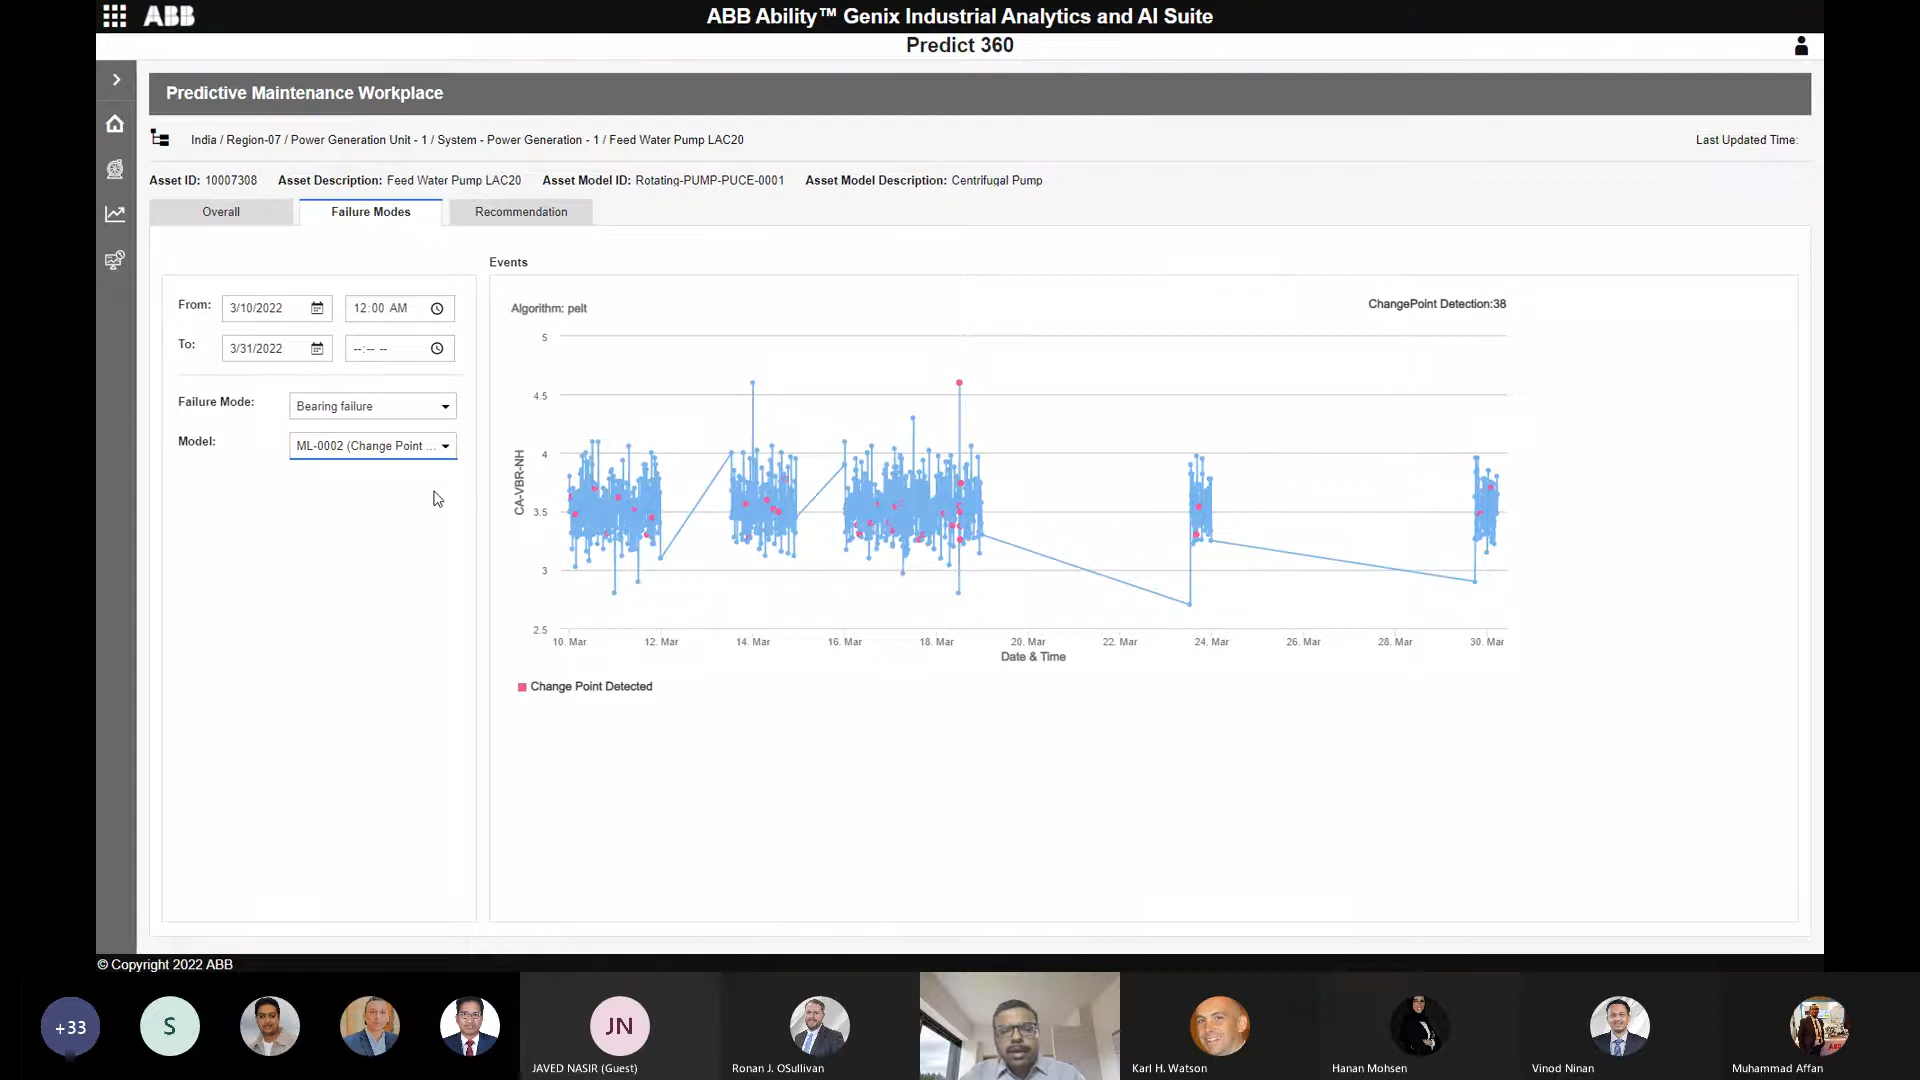 ABB
ABB Ability™ Genix Industrial Analytics and AI Suite
Predict 360
Predictive Maintenance Workplace
India / Region-07 / Power Generation Unit - 1 / System - Power Generation - 1 / Feed Water Pump LAC20
Last Updated Time:
Asset ID: 10007308 Asset Description: Feed Water Pump LAC20 Asset Model ID: Rotating-PUMP-PUCE-0001 Asset Model Description: Centrifugal Pump
Overall Failure Modes Recommendation
Events
From: 3/10/2022 12:00 AM
To: 3/31/2022 --:-- --
Failure Mode: Bearing failure
Model: ML-0002 (Change Point ...
Algorithm: pelt
ChangePoint Detection:38
5
4.5
4
3.5
3
2.5
CA-VBR-NH
10. Mar 12. Mar 14. Mar 16. Mar 18. Mar 20. Mar 22. Mar 24. Mar 26. Mar 28. Mar 30. Mar
Date & Time
Change Point Detected
© Copyright 2022 ABB
+33
S
JN
JAVED NASIR (Guest)
Ronan J. OSullivan
Karl H. Watson
Hanan Mohsen
Vinod Ninan
Muhammad Affan